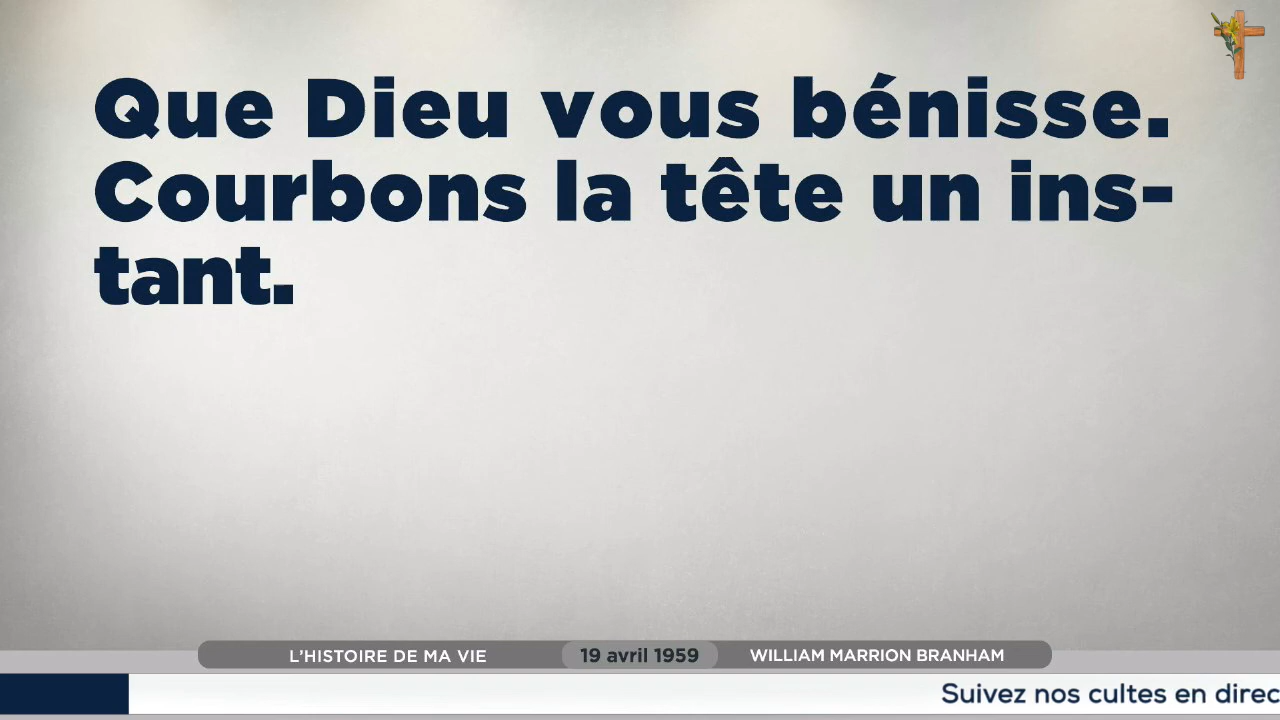 Que Dieu vous bénisse.
Courbons la tête un ins-
tant.
L'HISTOIRE DE MA VIE 19 avril 1959 WILLIAM MARRION BRANHAM
Suivez nos cultes en direc